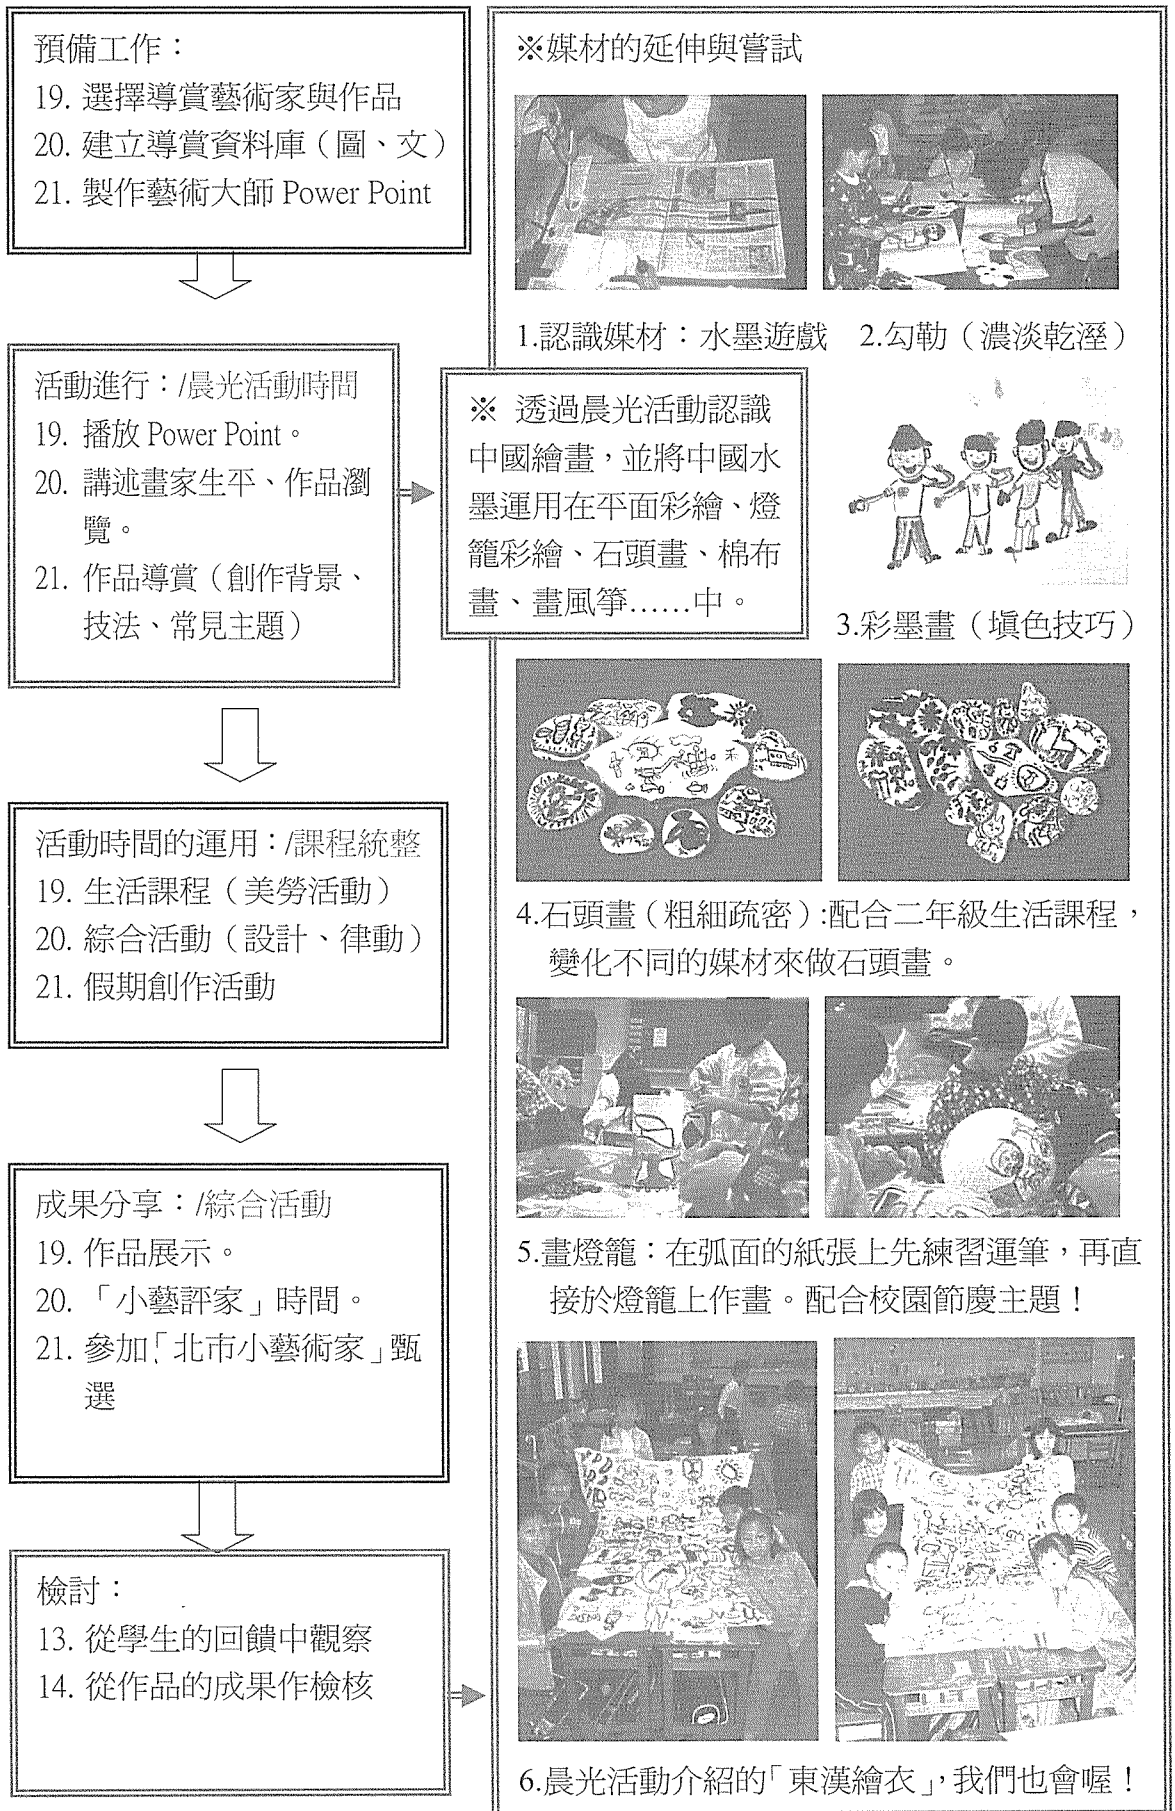 預備工作：
19. 選擇導賞藝術家與作品
20. 建立導賞資料庫（圖、文）
21. 製作藝術大師 Power Point
活動進行：/晨光活動時間
19. 播放 Power Point。
20. 講述畫家生平、作品瀏
覽。
21. 作品導賞（創作背景、
技法、常見主題）
活動時間的運用：/課程統整
19. 生活課程（美勞活動）
20. 綜合活動（設計、律動）
21. 假期創作活動
成果分享：/綜合活動
19. 作品展示。
20. 「小藝評家」時間。
21. 參加「北市小藝術家」甄
選
檢討：
13. 從學生的回饋中觀察
14. 從作品的成果作檢核
※媒材的延伸與嘗試
1.認識媒材：水墨遊戲
2.勾勒（濃淡乾溼）
※ 透過晨光活動認識
中國繪畫，並將中國水
墨運用在平面彩繪、燈
籠彩繪、石頭畫、棉布
畫、畫風箏……中。
3.彩墨畫（填色技巧）
4.石頭畫（粗細疏密）:配合二年級生活課程，
變化不同的媒材來做石頭畫。
5.畫燈籠：在弧面的紙張上先練習運筆，再直
接於燈籠上作畫。配合校園節慶主題！
6.晨光活動介紹的「東漢繪衣」，我們也會喔！